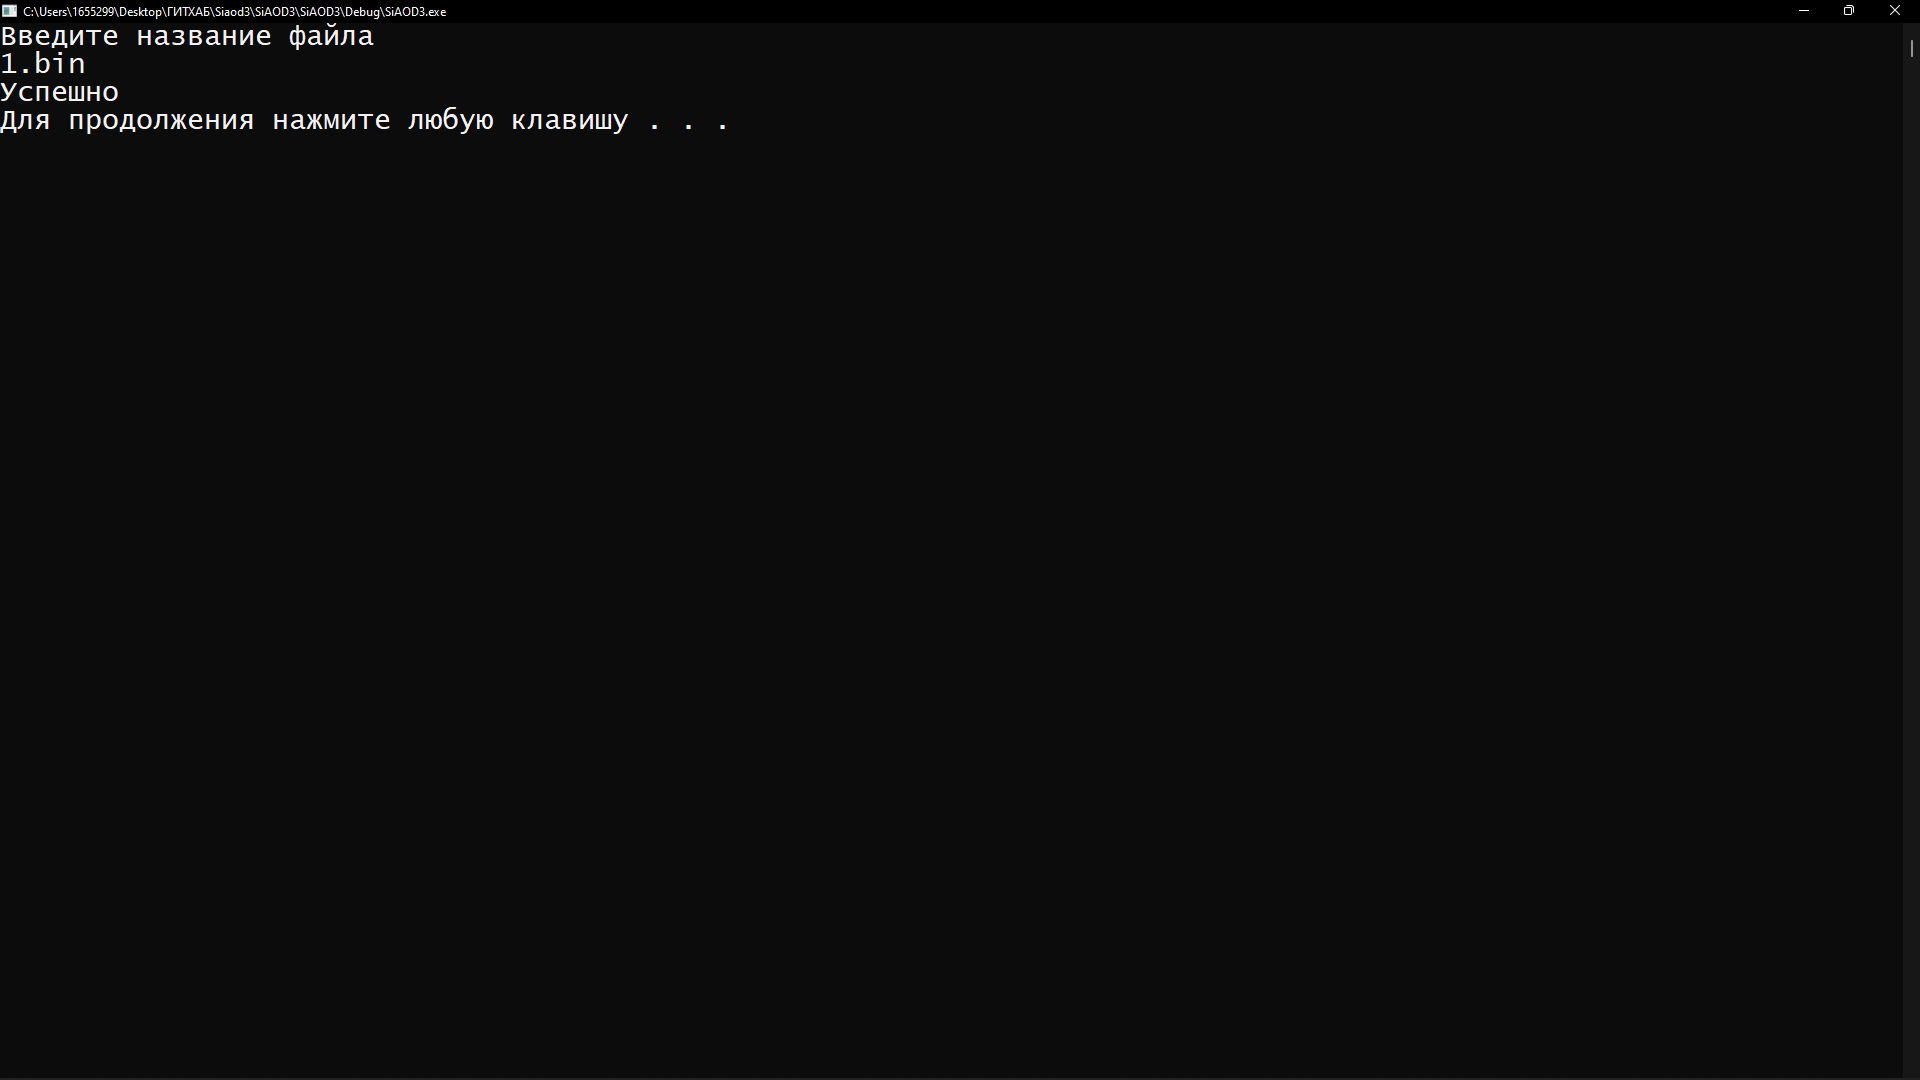 C:\Users\1655299\Desktop\ГИТХАБ\Siaod3\SiAOD3\SiAOD3\Debug\SiAOD3.exe
Введите название файла
1.bin
Успешно
Для продолжения нажмите любую клавишу . . .